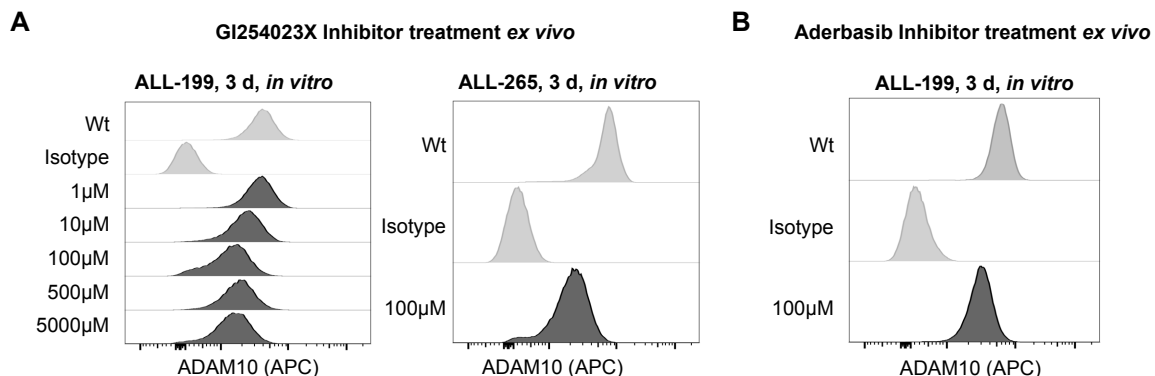 A
GI254023X Inhibitor treatment ex vivo
ALL-199, 3 d, in vitro
Wt
Isotype
1µM
10µM
100µM
500µM
5000µM
ADAM10 (APC)
ALL-265, 3 d, in vitro
Wt
Isotype
100µM
ADAM10 (APC)
B
Aderbasib Inhibitor treatment ex vivo
ALL-199, 3 d, in vitro
Wt
Isotype
100µM
ADAM10 (APC)